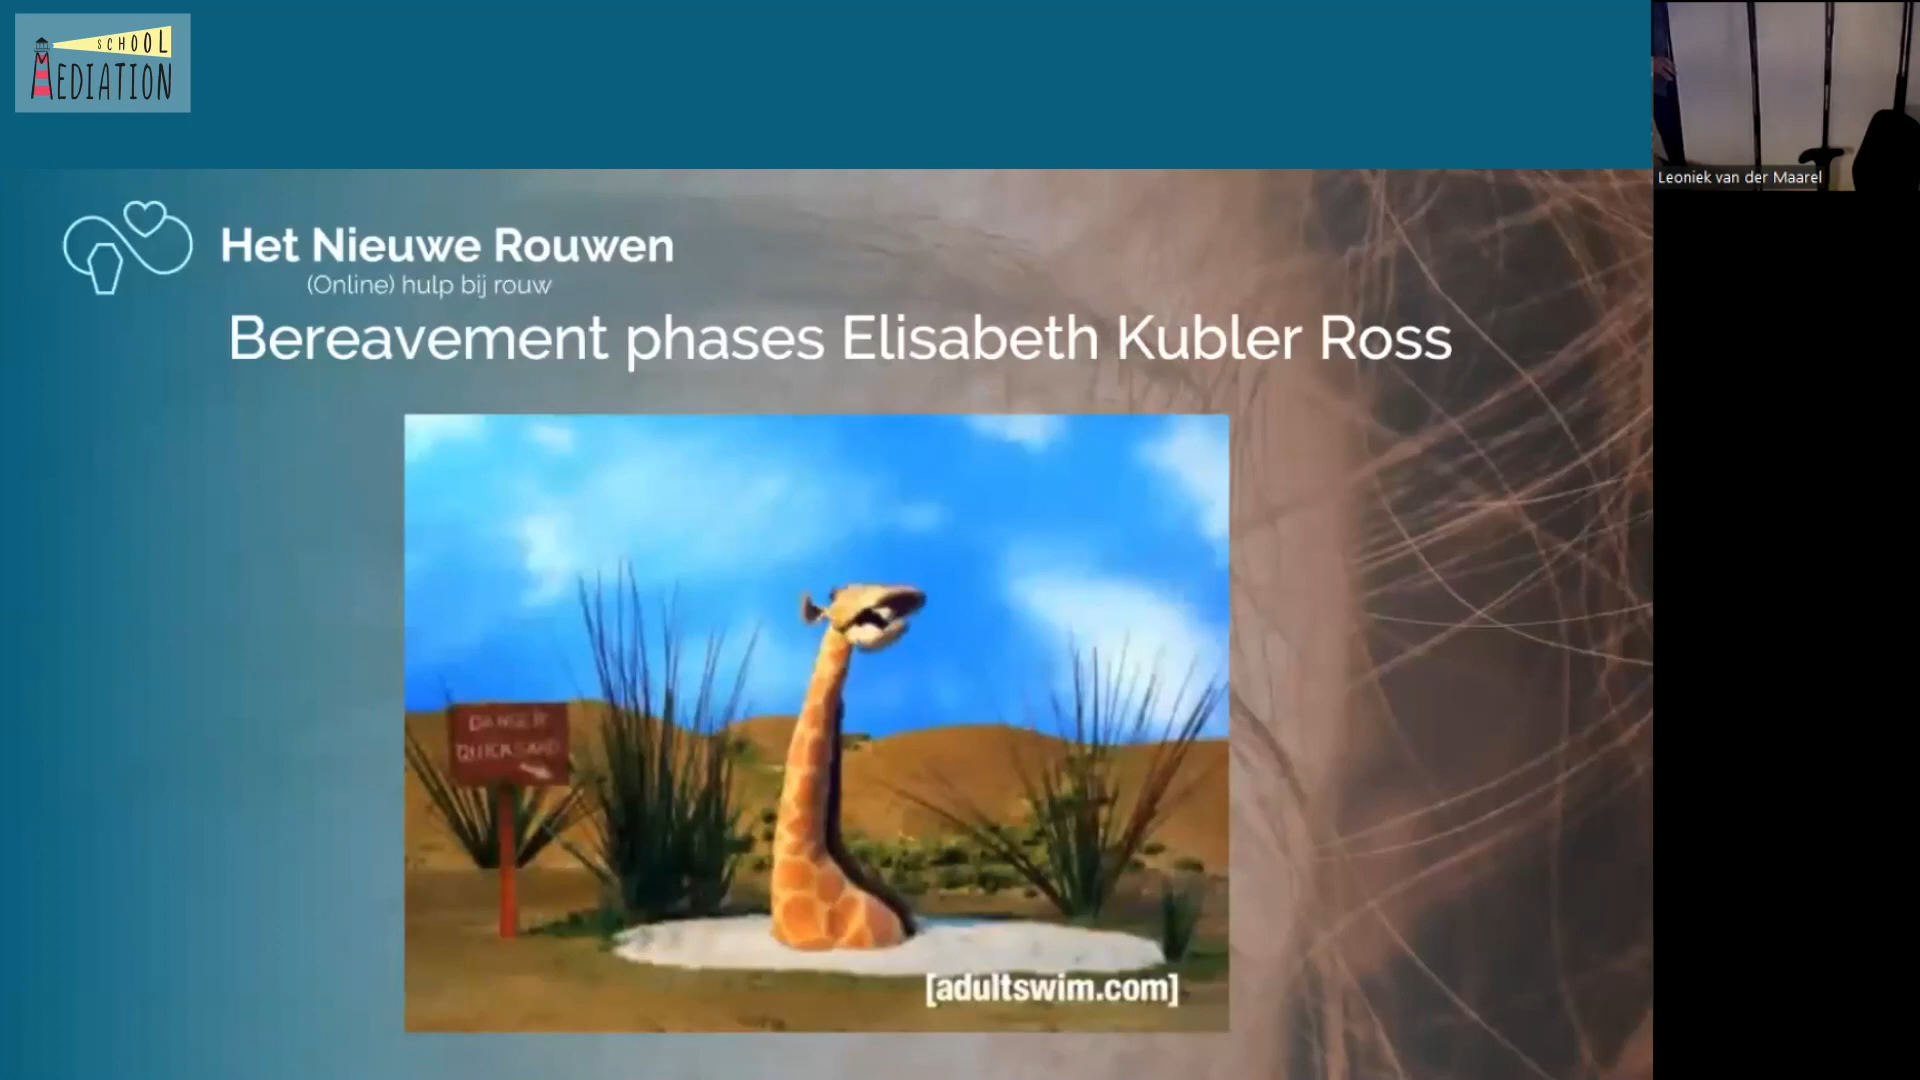 SCHOOL
MEDIATION
Leoniek van der Maarel
Het Nieuwe Rouwen
(Online) hulp bij rouw
Bereavement phases Elisabeth Kubler Ross
DANGER
QUICKSAND
[adultswim.com]